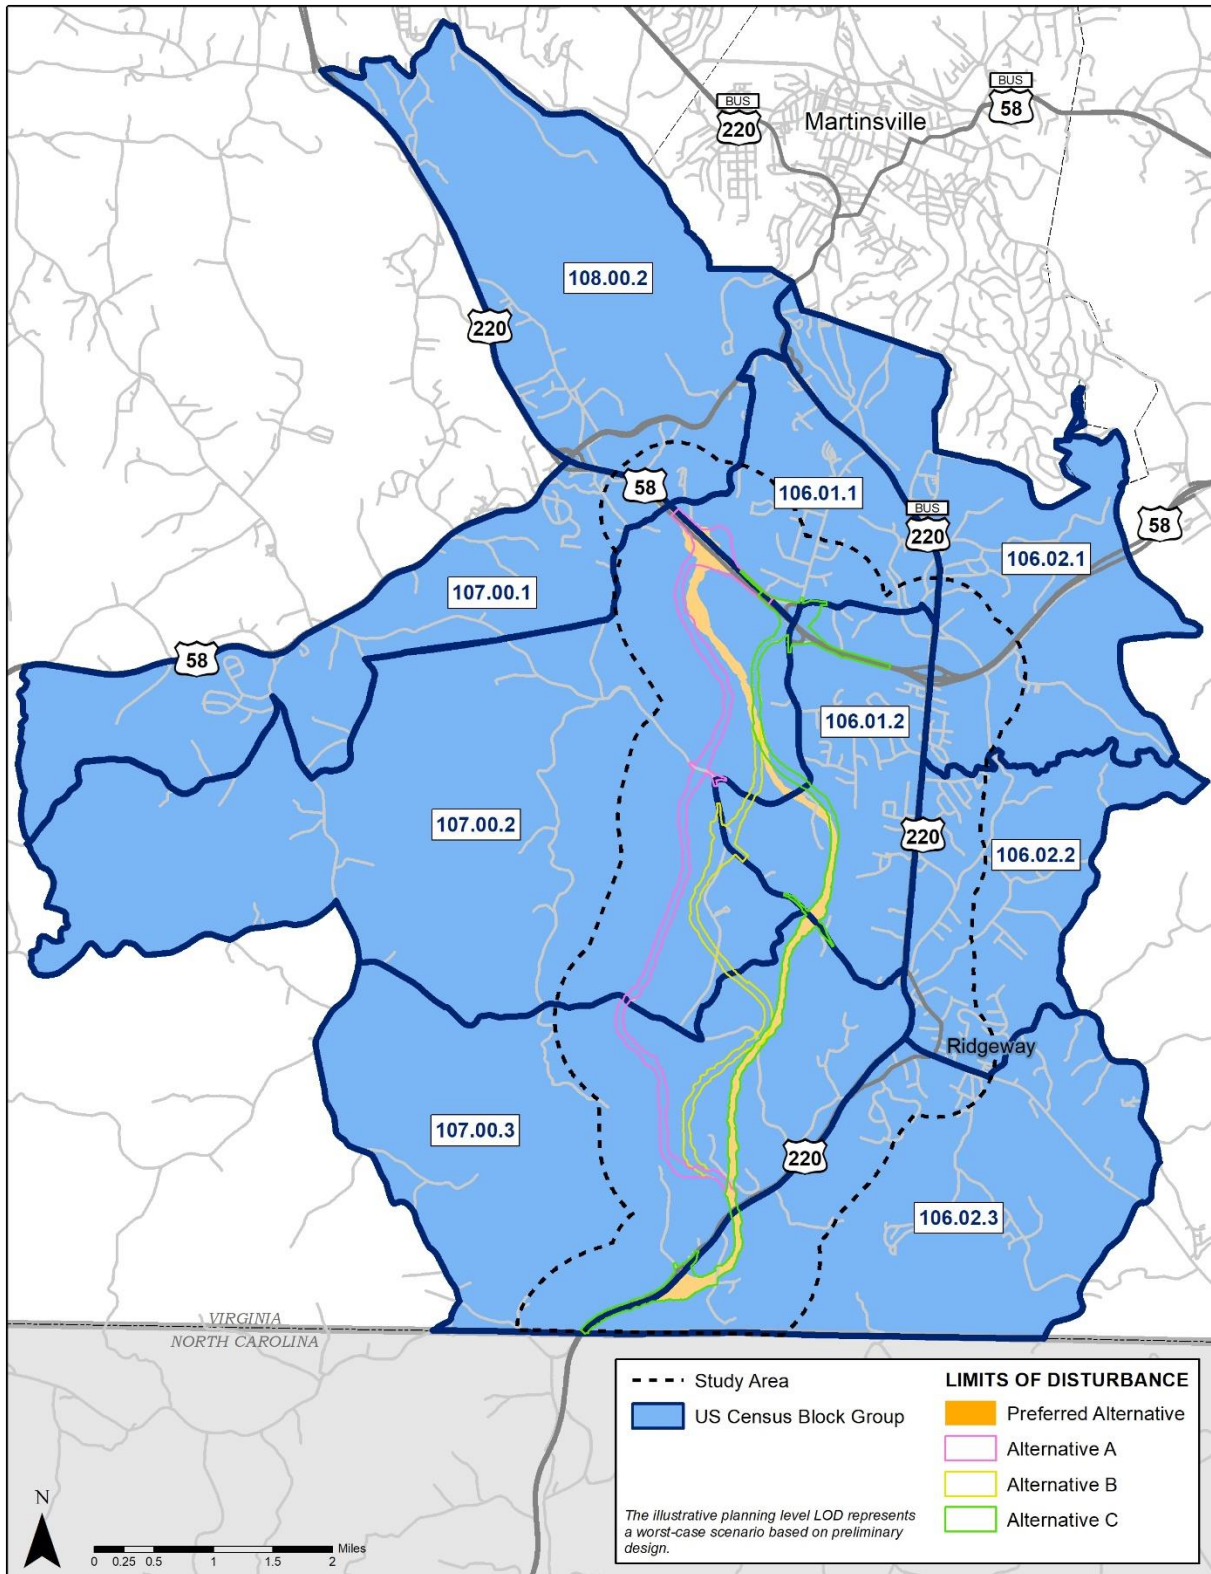 BUS
220
Martinsville
BUS
58
108.00.2
220
58
106.01.1
BUS
220
58
106.02.1
107.00.1
58
106.01.2
107.00.2
220
106.02.2
Ridgeway
107.00.3
220
106.02.3
VIRGINIA
NORTH CAROLINA
Study Area
US Census Block Group
The illustrative planning level LOD represents
a worst-case scenario based on preliminary
design.
LIMITS OF DISTURBANCE
Preferred Alternative
Alternative A
Alternative B
Alternative C
N
Miles
0 0.25 0.5 1 1.5 2